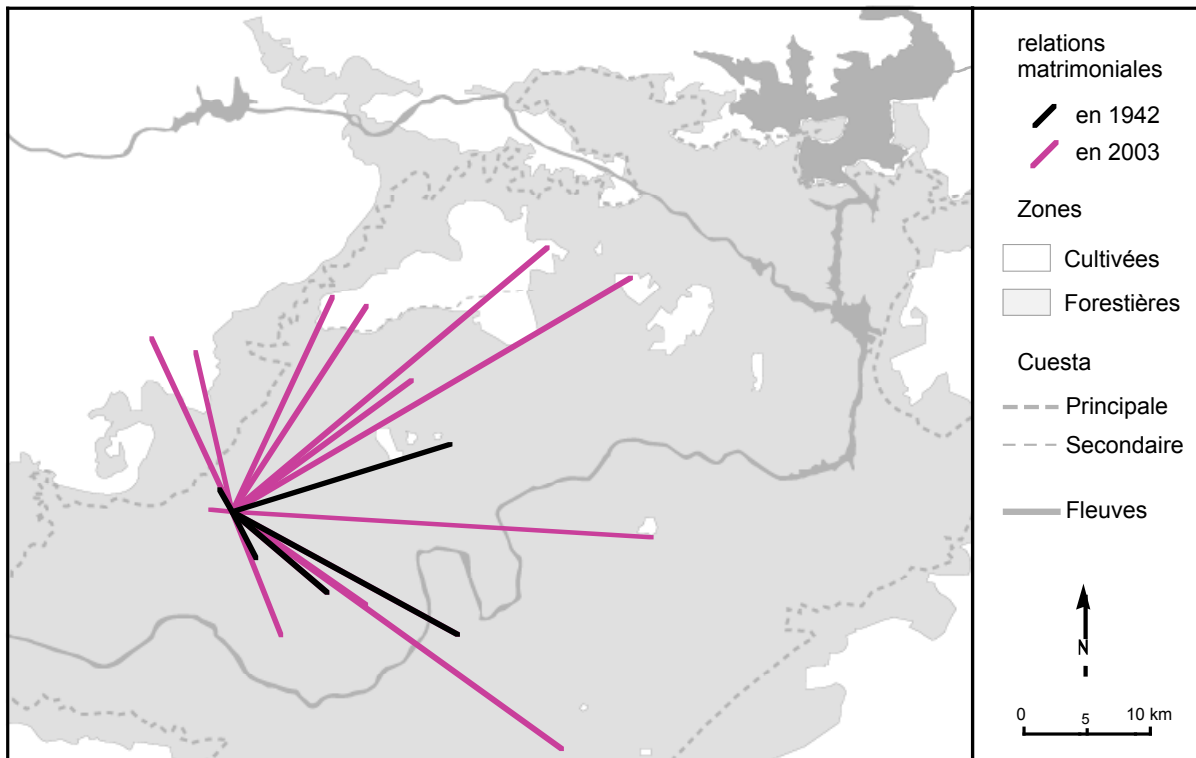 relations
matrimoniales
en 1942
en 2003
Zones
Cultivées
Forestières
Cuesta
Principale
Secondaire
Fleuves
N
0 5 10 km